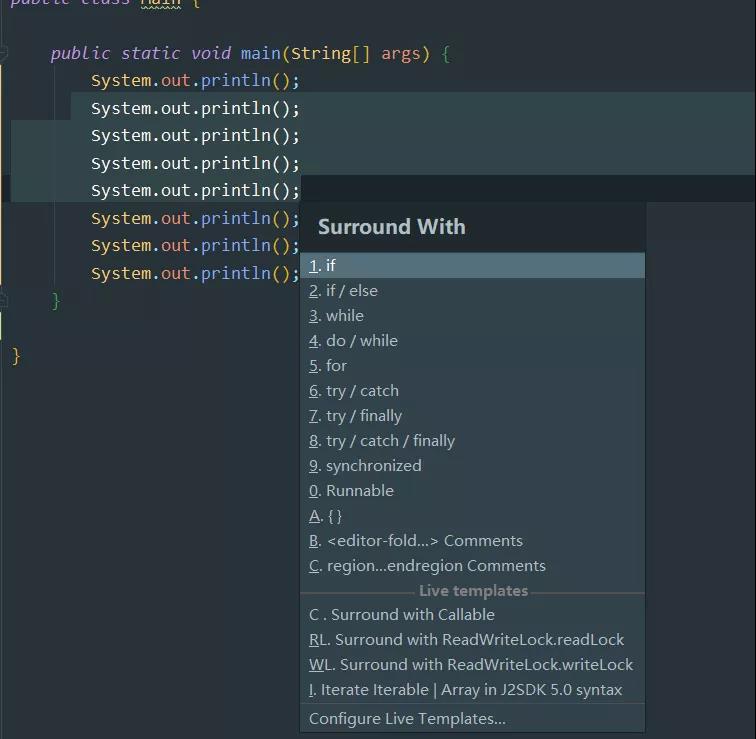 public class Main {
public static void main(String[] args) {
System.out.println();
System.out.println();
System.out.println();
System.out.println();
System.out.println();
System.out.println();
System.out.println();
System.out.println();
}
}
Surround With
1. if
2. if / else
3. while
4. do / while
5. for
6. try / catch
7. try / finally
8. try / catch / finally
9. synchronized
0. Runnable
A. { }
B. <editor-fold...> Comments
C. region...endregion Comments
Live templates
C . Surround with Callable
RL. Surround with ReadWriteLock.readLock
WL. Surround with ReadWriteLock.writeLock
I. Iterate Iterable | Array in J2SDK 5.0 syntax
Configure Live Templates...